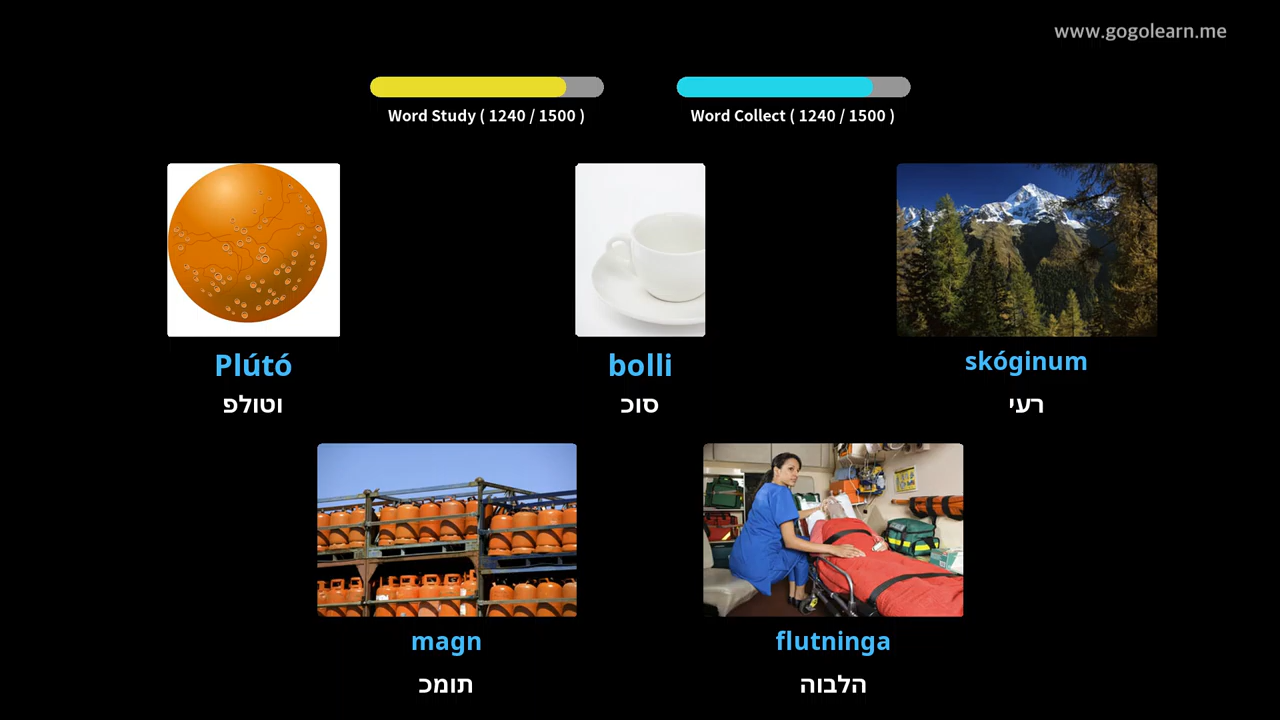 www.gogolearn.me
Word Study ( 1240 / 1500 )
Word Collect ( 1240 / 1500 )
Plútó
וטולפ
bolli
סוכ
skóginum
רעי
magn
תומכ
flutninga
הלבוה